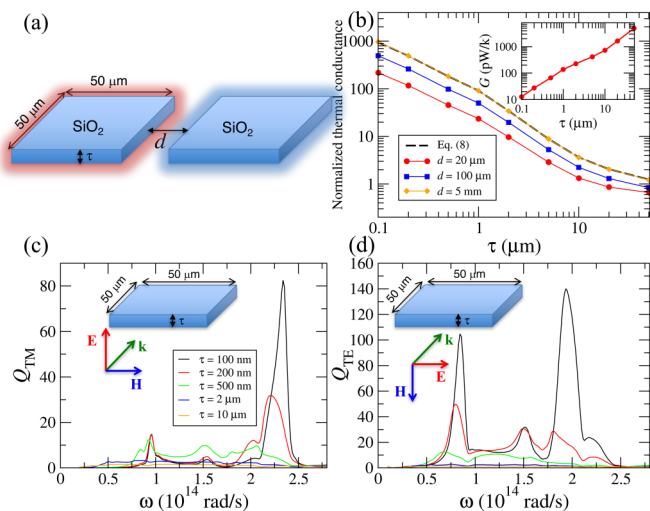 (a)
50 μm
50 μm
SiO₂
τ
d
SiO₂
(b)
Normalized thermal conductance
1000
100
10
1
0.1
1
10
τ (μm)
Eq. (8)
d = 20 μm
d = 100 μm
d = 5 mm
G (pW/k)
1000
100
10
0.1
1
10
τ (μm)
(c)
Q_TM
80
60
40
20
0
0
0.5
1
1.5
2
2.5
ω (10¹⁴ rad/s)
50 μm
50 μm
τ
E
k
H
τ = 100 nm
τ = 200 nm
τ = 500 nm
τ = 2 μm
τ = 10 μm
(d)
Q_TE
160
140
120
100
80
60
40
20
0
0
0.5
1
1.5
2
2.5
ω (10¹⁴ rad/s)
50 μm
50 μm
τ
k
E
H